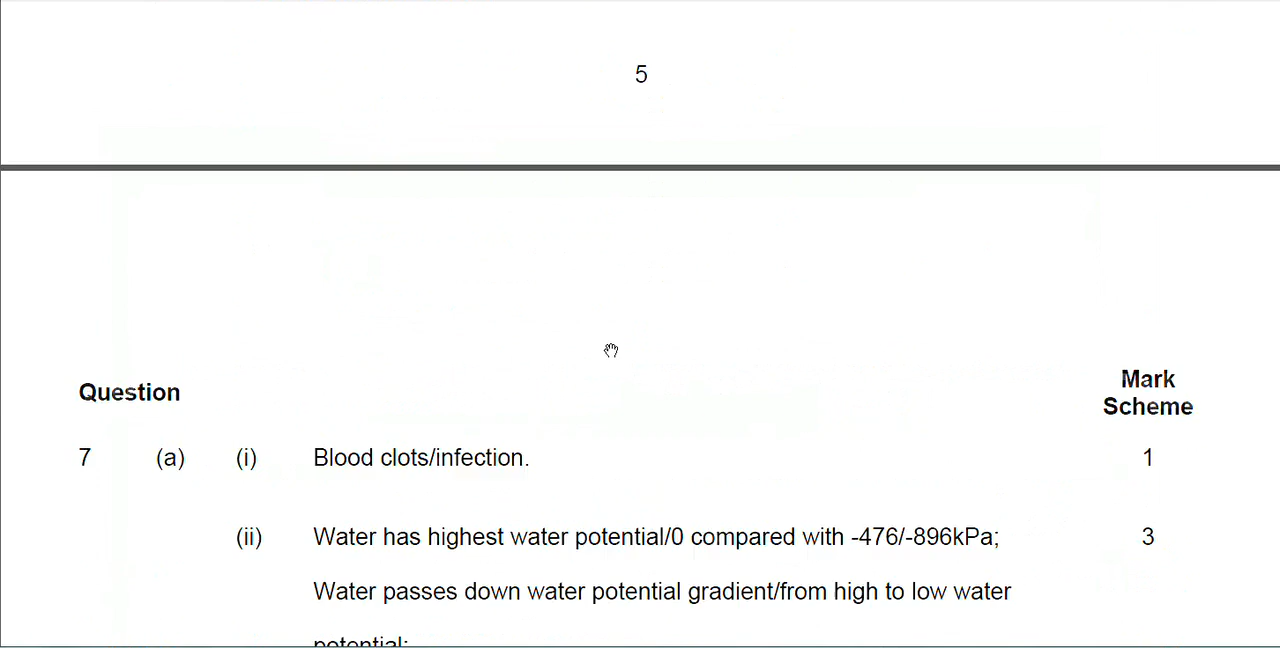 5
Question
Mark
Scheme
7 (a) (i) Blood clots/infection. 1
(ii) Water has highest water potential/0 compared with -476/-896kPa; 3
Water passes down water potential gradient/from high to low water
potential;